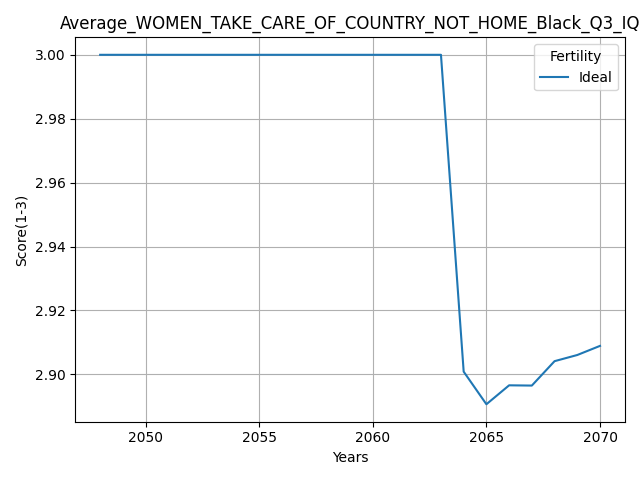 Average_WOMEN_TAKE_CARE_OF_COUNTRY_NOT_HOME_Black_Q3_IQ
Fertility
Ideal
3.00
2.98
2.96
2.94
2.92
2.90
Score(1-3)
2050 2055 2060 2065 2070
Years